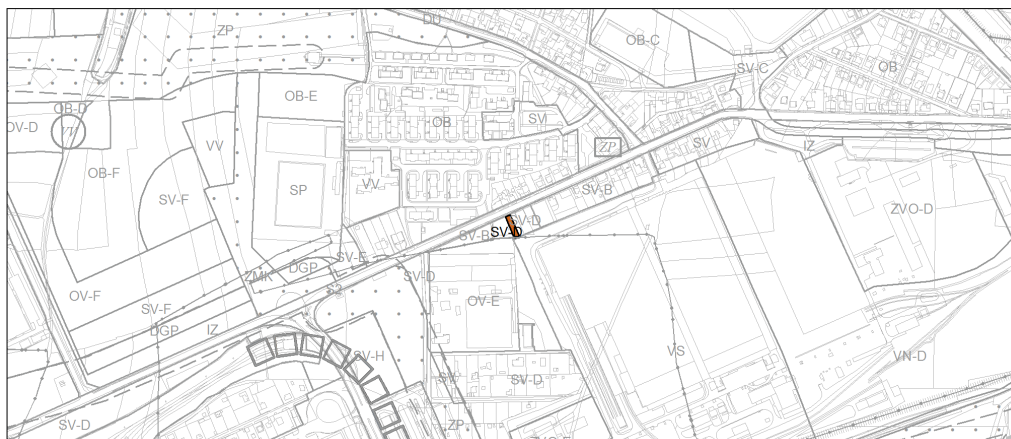 DU
ZP
OB-C
SV-C
OB
OB-E
OB-D
VV
OV-D
OB
SV
ZP
SV
IZ
VV
OB-F
SP
VV
SV-B
SV-F
ZVO-D
SV-D
SV-D
SV-B
SV-E
DGP
ZMK
SV-D
S2
OV-F
SV-F
OV-E
DGP
IZ
SV-H
VS
VN-D
SV
SV-D
SV-D
ZP